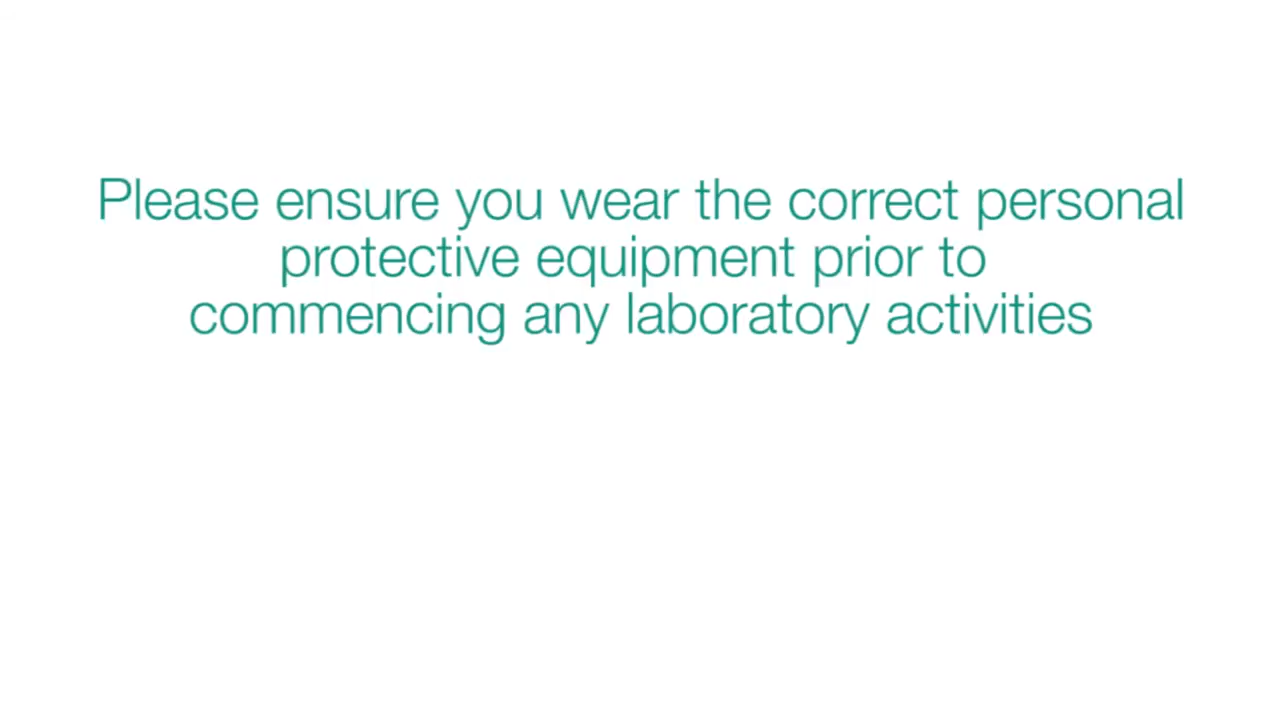 Please ensure you wear the correct personal
protective equipment prior to
commencing any laboratory activities